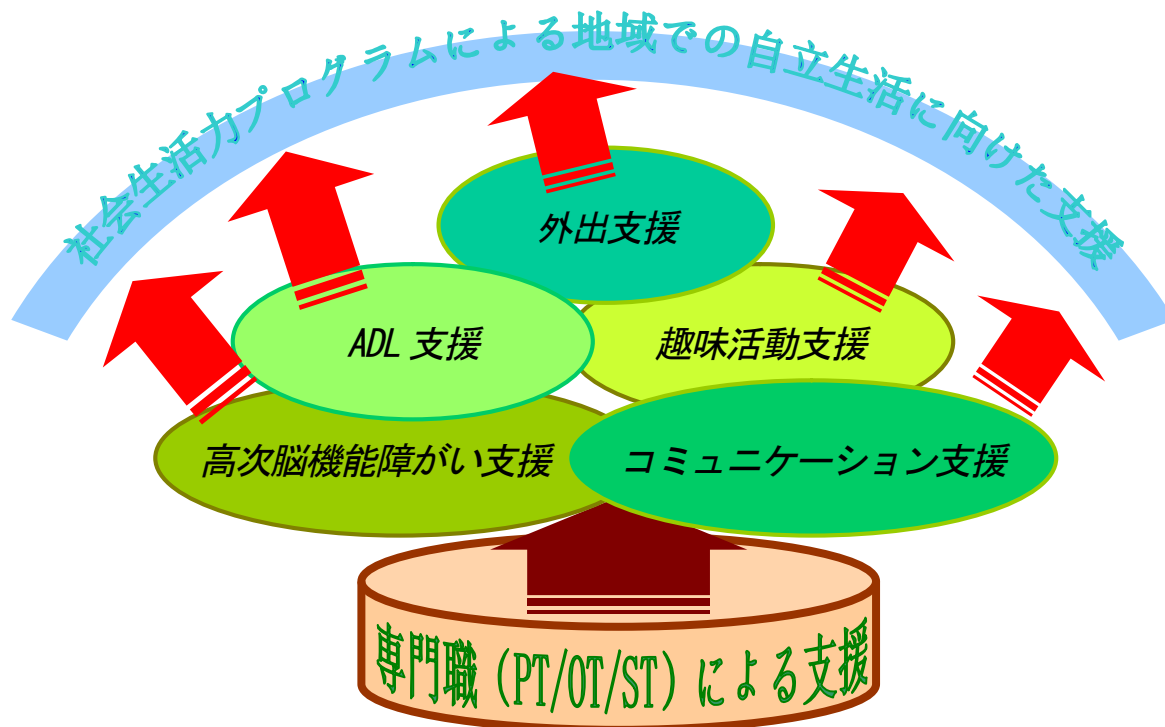 社会生活力プログラムによる地域での自立生活に向けた支援
外出支援
ADL 支援
趣味活動支援
高次脳機能障がい支援
コミュニケーション支援
専門職（PT/OT/ST）による支援